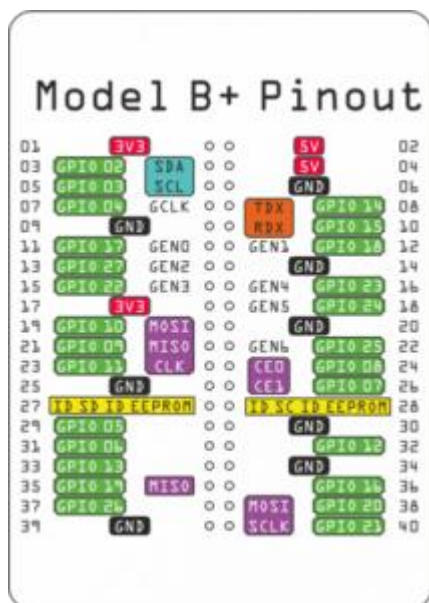 Model B+ Pinout
01 3V3 5V 02
03 GPIO 02 SDA 5V 04
05 GPIO 03 SCL GND 06
07 GPIO 04 GCLK TDX GPIO 14 08
09 GND RDX GPIO 15 10
11 GPIO 17 GEN0 GEN1 GPIO 18 12
13 GPIO 27 GEN2 GND 14
15 GPIO 22 GEN3 GEN4 GPIO 23 16
17 3V3 GEN5 GPIO 24 18
19 GPIO 10 MOSI GND 20
21 GPIO 09 MISO GEN6 GPIO 25 22
23 GPIO 11 CLK CE0 GPIO 08 24
25 GND CE1 GPIO 07 26
27 ID SD ID EEPROM ID SC ID EEPROM 28
29 GPIO 05 GND 30
31 GPIO 06 GPIO 12 32
33 GPIO 13 GND 34
35 GPIO 19 MISO GPIO 16 36
37 GPIO 26 MOSI GPIO 20 38
39 GND SCLK GPIO 21 40